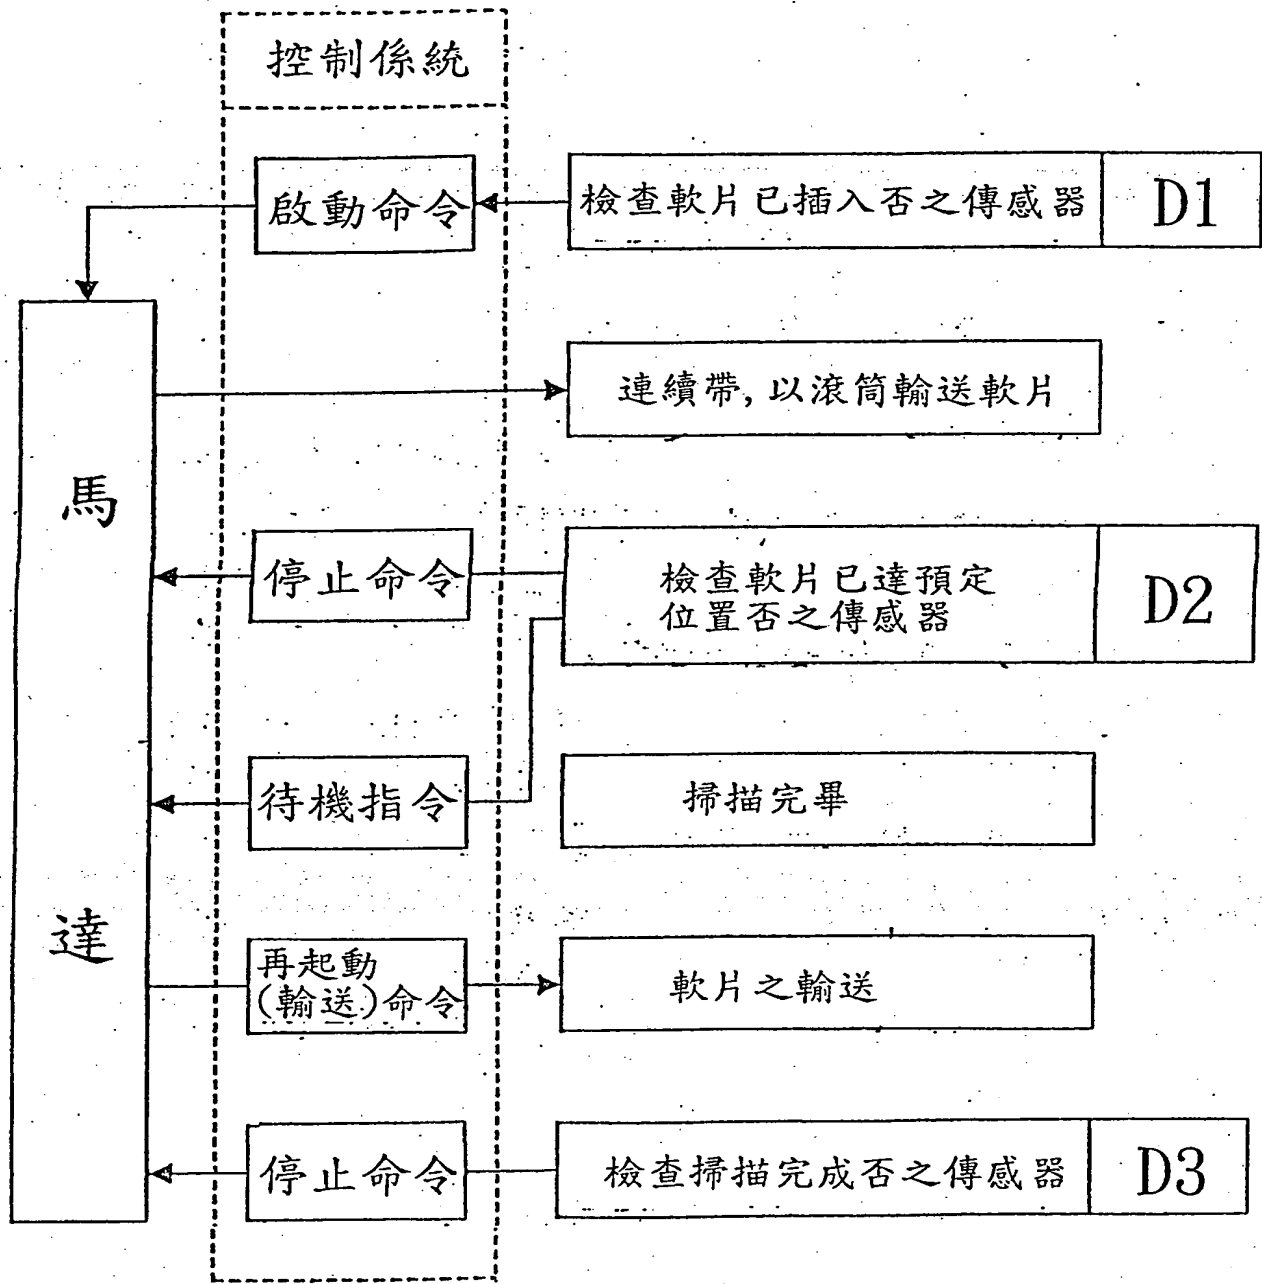 控制係統
啟動命令
檢查軟片已插入否之傳感器
D1
連續帶,以滾筒輸送軟片
馬
達
停止命令
檢查軟片已達預定
位置否之傳感器
D2
待機指令
掃描完畢
再起動
(輸送)命令
軟片之輸送
停止命令
檢查掃描完成否之傳感器
D3